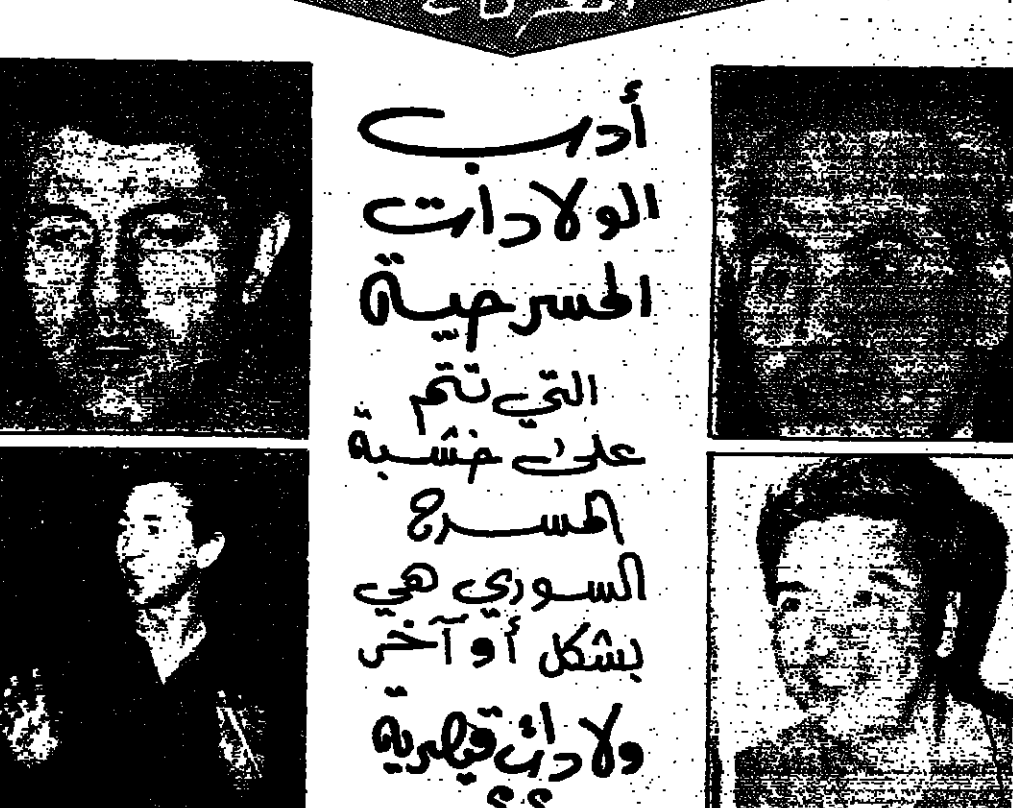 أدب
الولادات
المسرحية
التي تتم
على خشبة
المسرح
السوري هي
بشكل أو آخر
ولادات قيصرية
؟؟